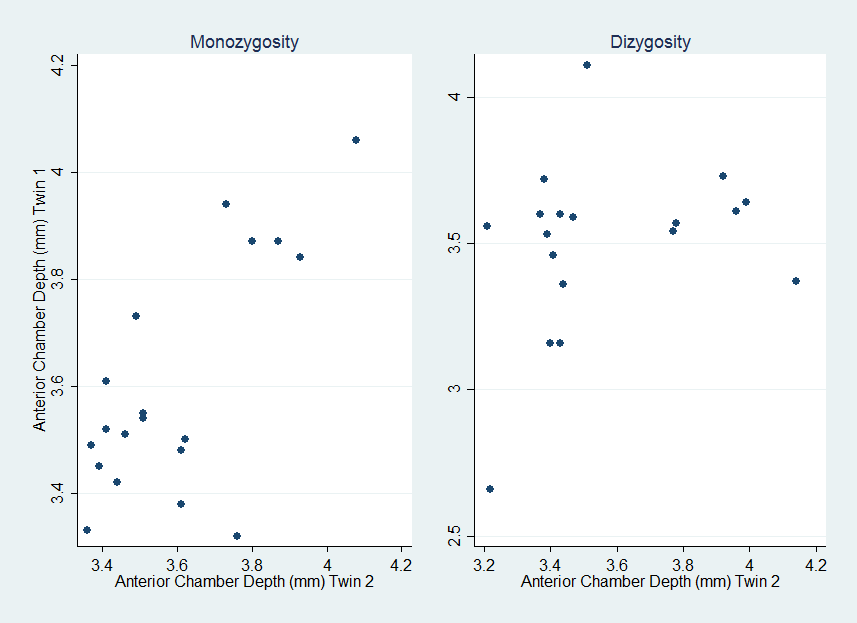 Monozygosity
Anterior Chamber Depth (mm) Twin 1
4.2
4
3.8
3.6
3.4
3.4 3.6 3.8 4 4.2
Anterior Chamber Depth (mm) Twin 2
Dizygosity
4
3.5
3
2.5
3.2 3.4 3.6 3.8 4 4.2
Anterior Chamber Depth (mm) Twin 2